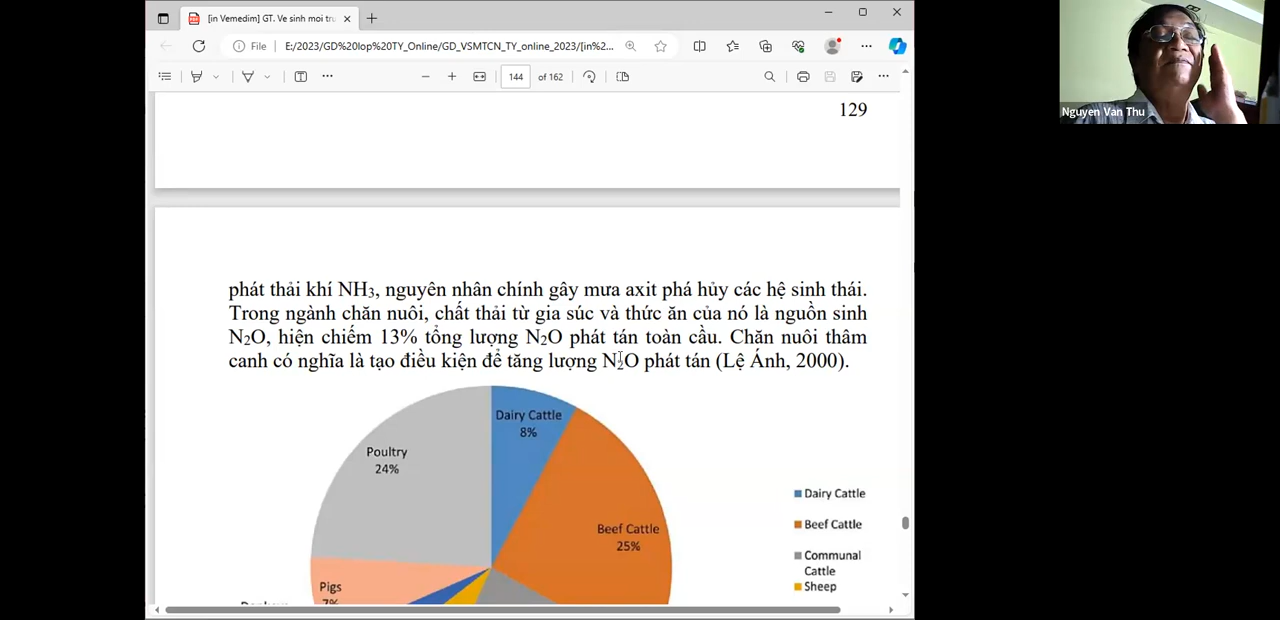 [in Vemedim] GT. Ve sinh moi tru
File
E:/2023/GD%20lop%20TY_Online/GD_VSMTCN_TY_online_2023/[in%2...
144 of 162
Nguyen Van Thu
129
phát thải khí NH3, nguyên nhân chính gây mưa axit phá hủy các hệ sinh thái.
Trong ngành chăn nuôi, chất thải từ gia súc và thức ăn của nó là nguồn sinh
N2O, hiện chiếm 13% tổng lượng N2O phát tán toàn cầu. Chăn nuôi thâm
canh có nghĩa là tạo điều kiện để tăng lượng N2O phát tán (Lệ Ánh, 2000).
Dairy Cattle
8%
Poultry
24%
Beef Cattle
25%
Pigs
7%
Dairy Cattle
Beef Cattle
Communal
Cattle
Sheep